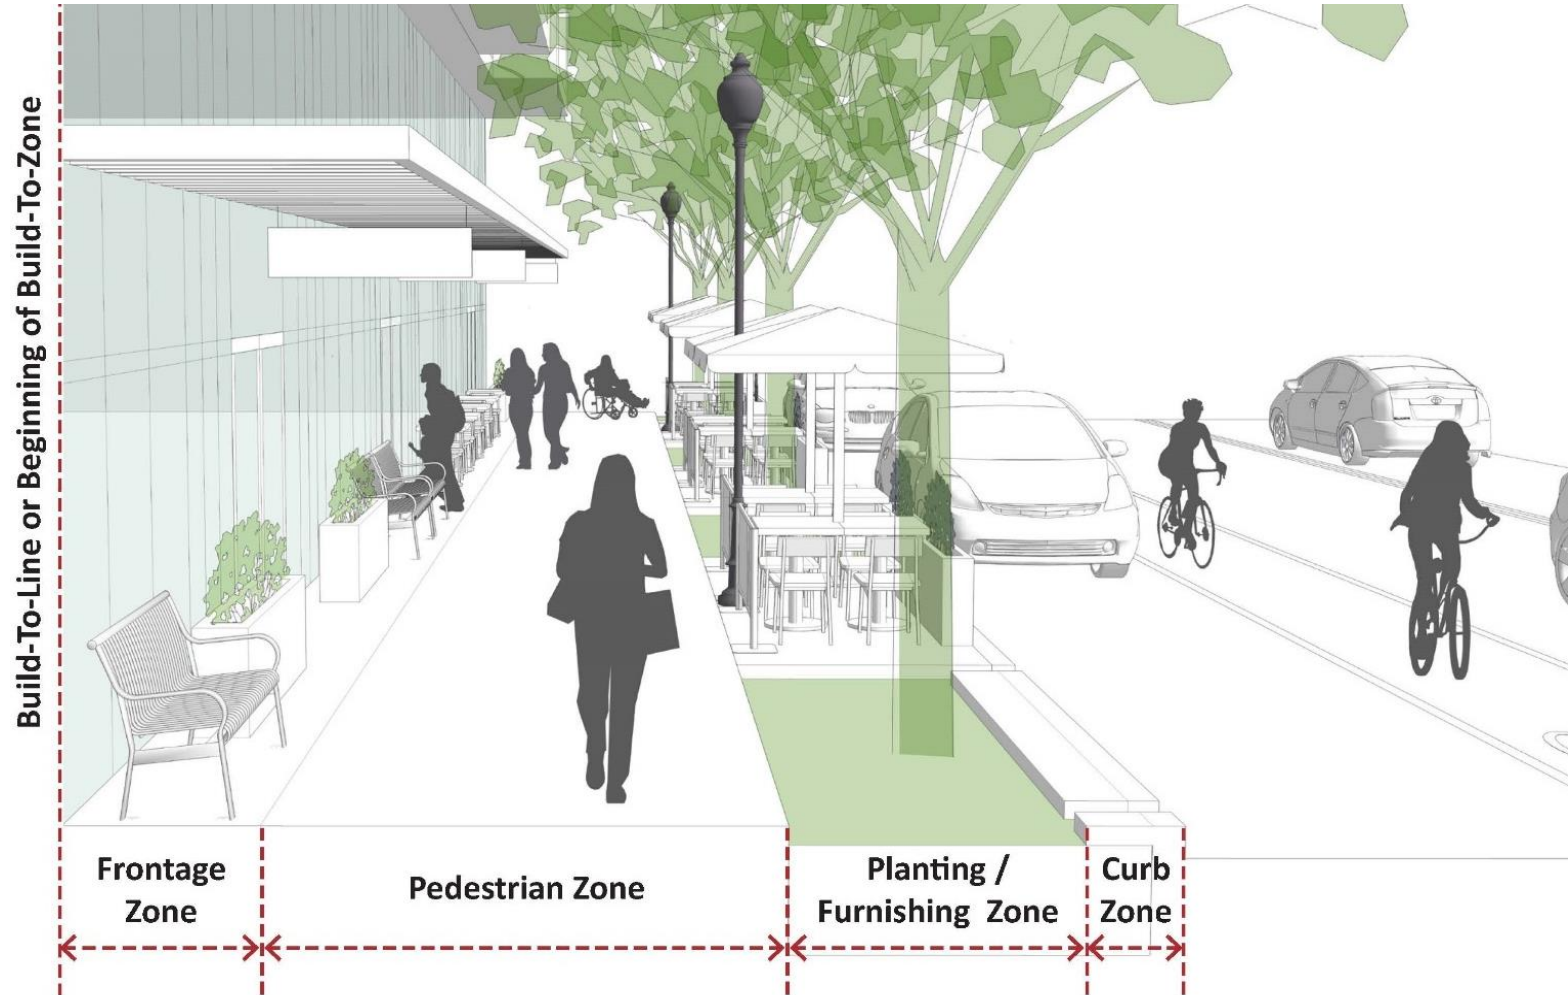 Build-To-Line or Beginning of Build-To-Zone
Frontage
Zone
Pedestrian Zone
Planting /
Furnishing Zone
Curb
Zone